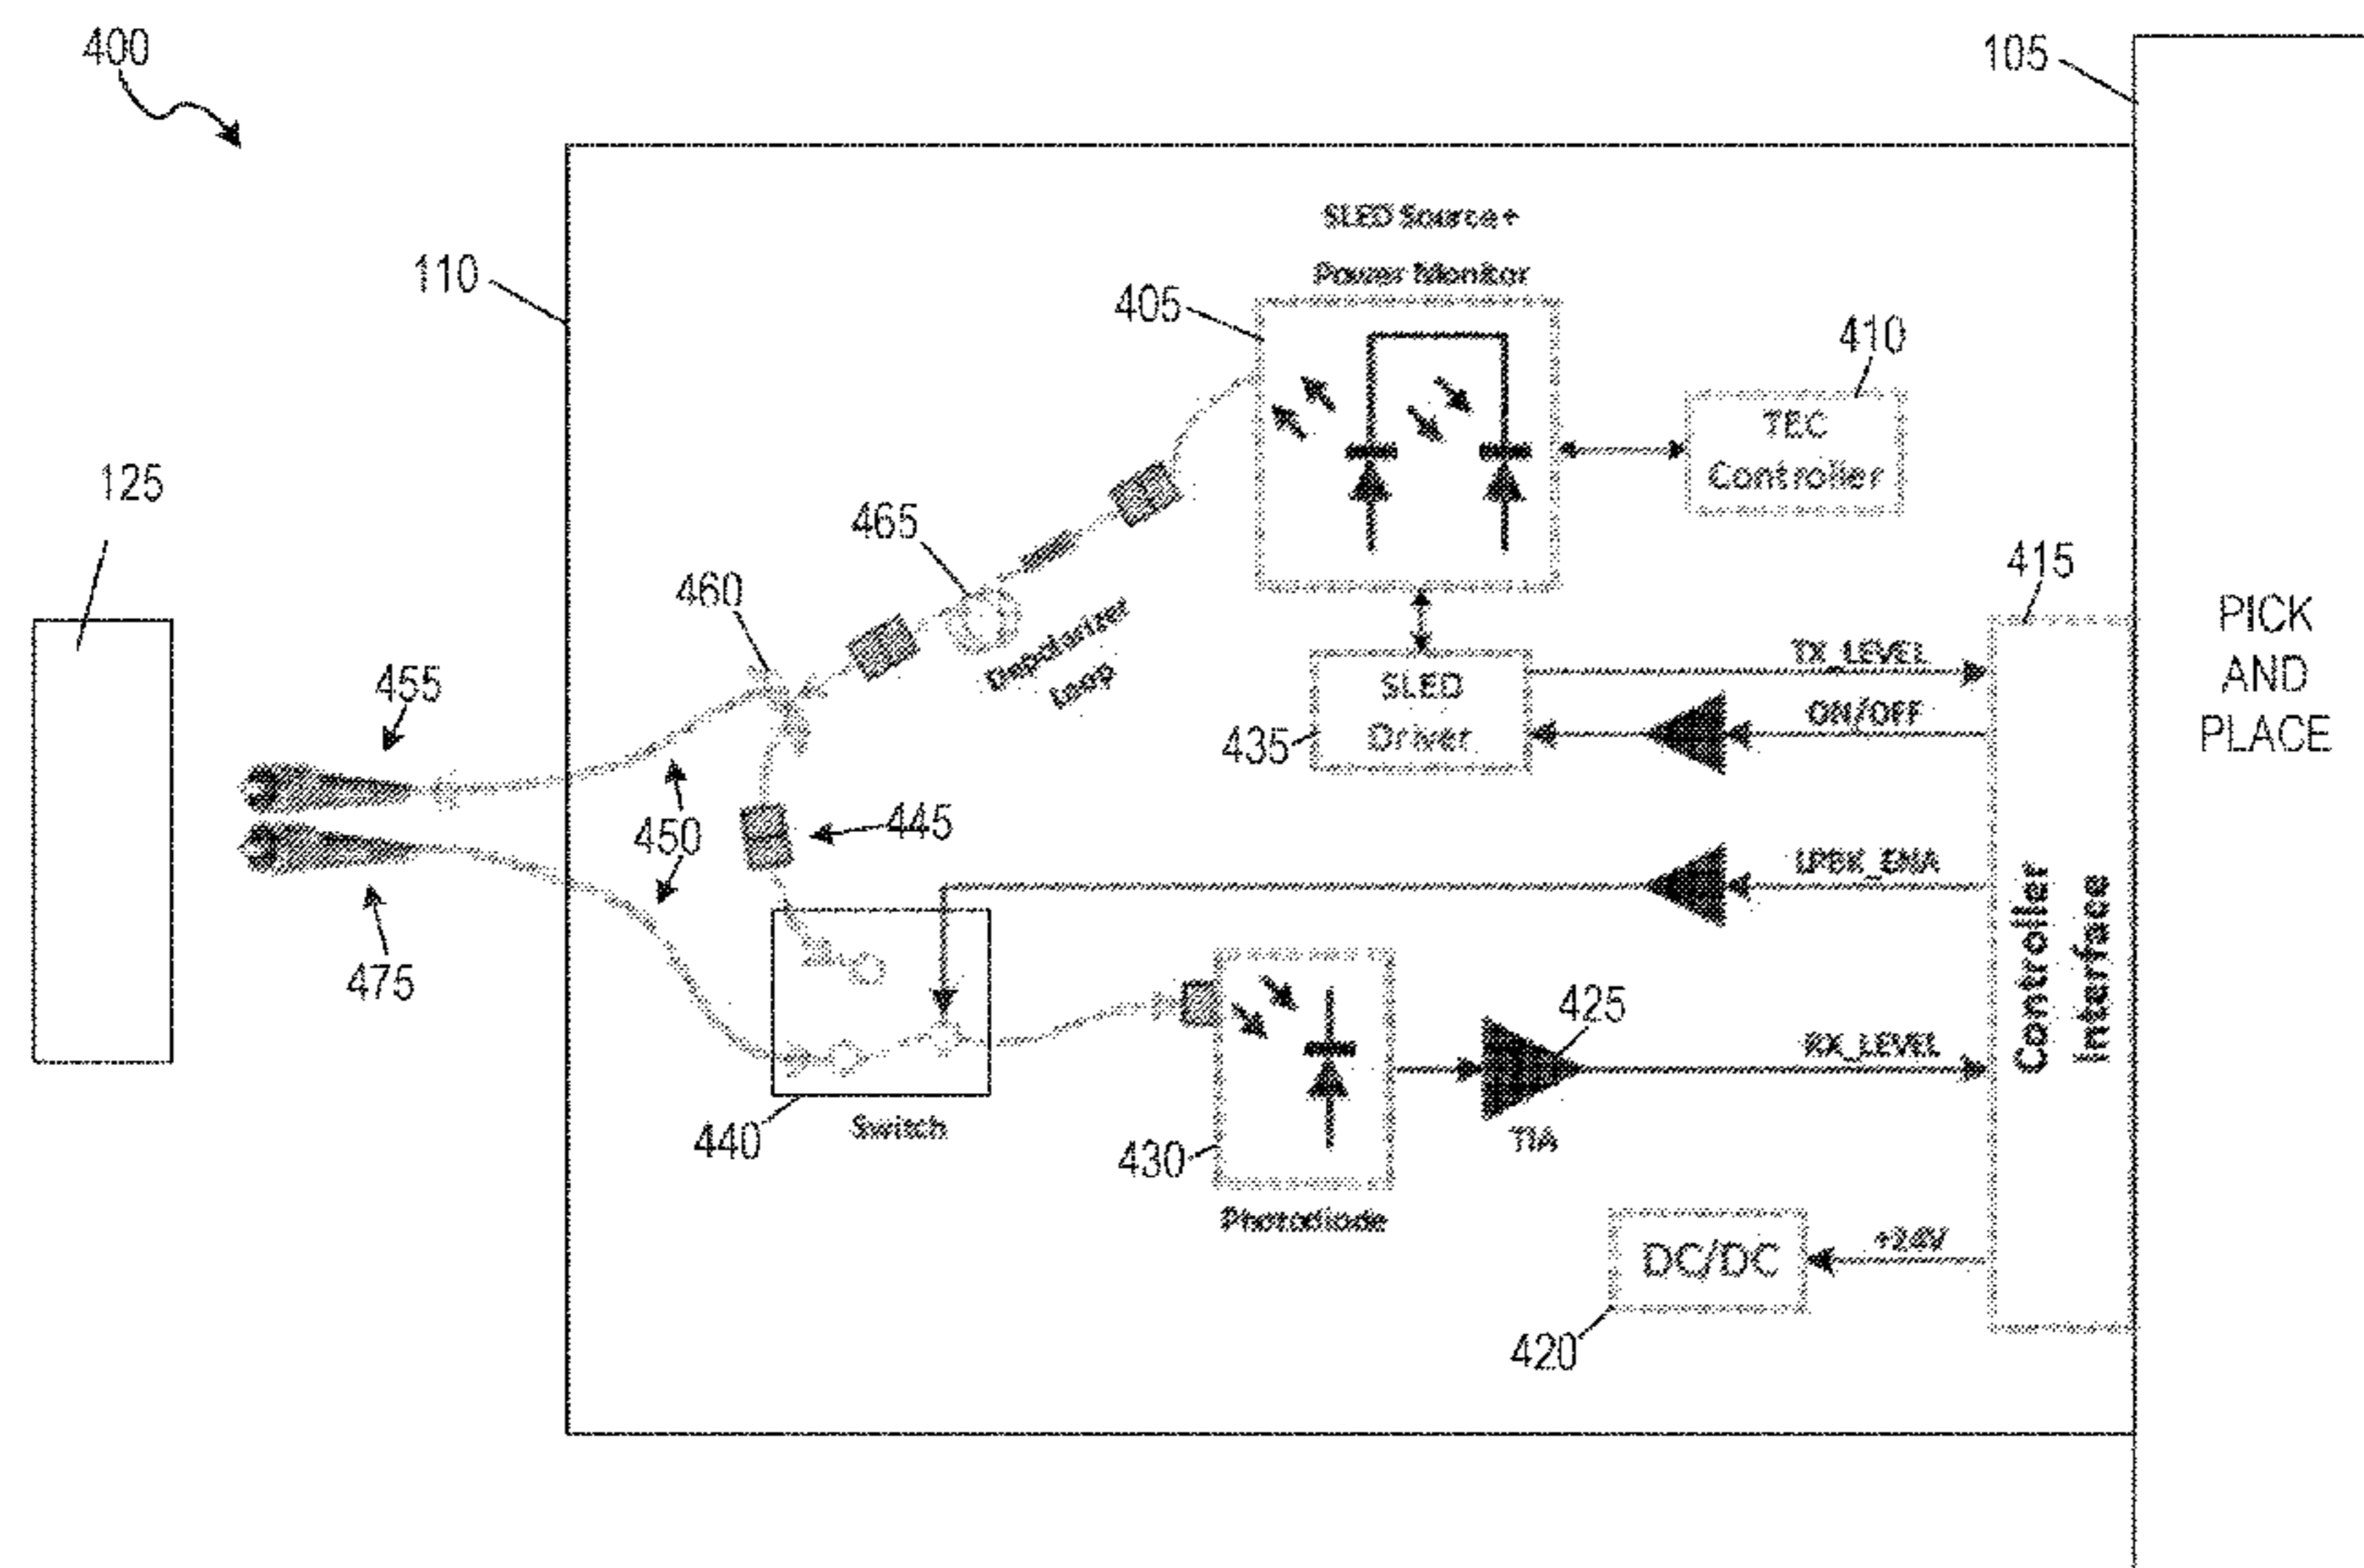 400
105
SLED Source+
110
Power Monitor
405
410
TEC
Controller
125
465
415
460
Depolarizer
Loop
PICK
AND
PLACE
455
TX_LEVEL
SLED
Driver
435
ON/OFF
450
445
LPBK_ENA
Controller
Interface
475
425
RX_LEVEL
440
Switch
430
TIA
Photodiode
+24V
DC/DC
420